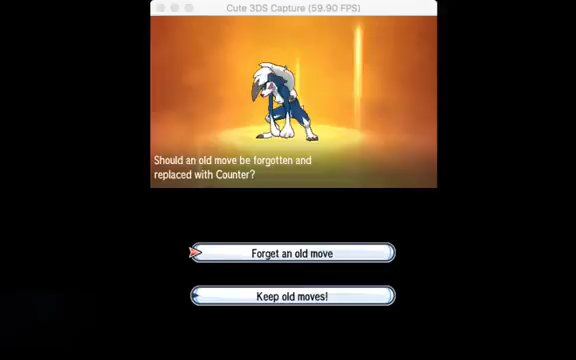 Cute 3DS Capture (59.90 FPS)
Should an old move be forgotten and
replaced with Counter?
Forget an old move
Keep old moves!